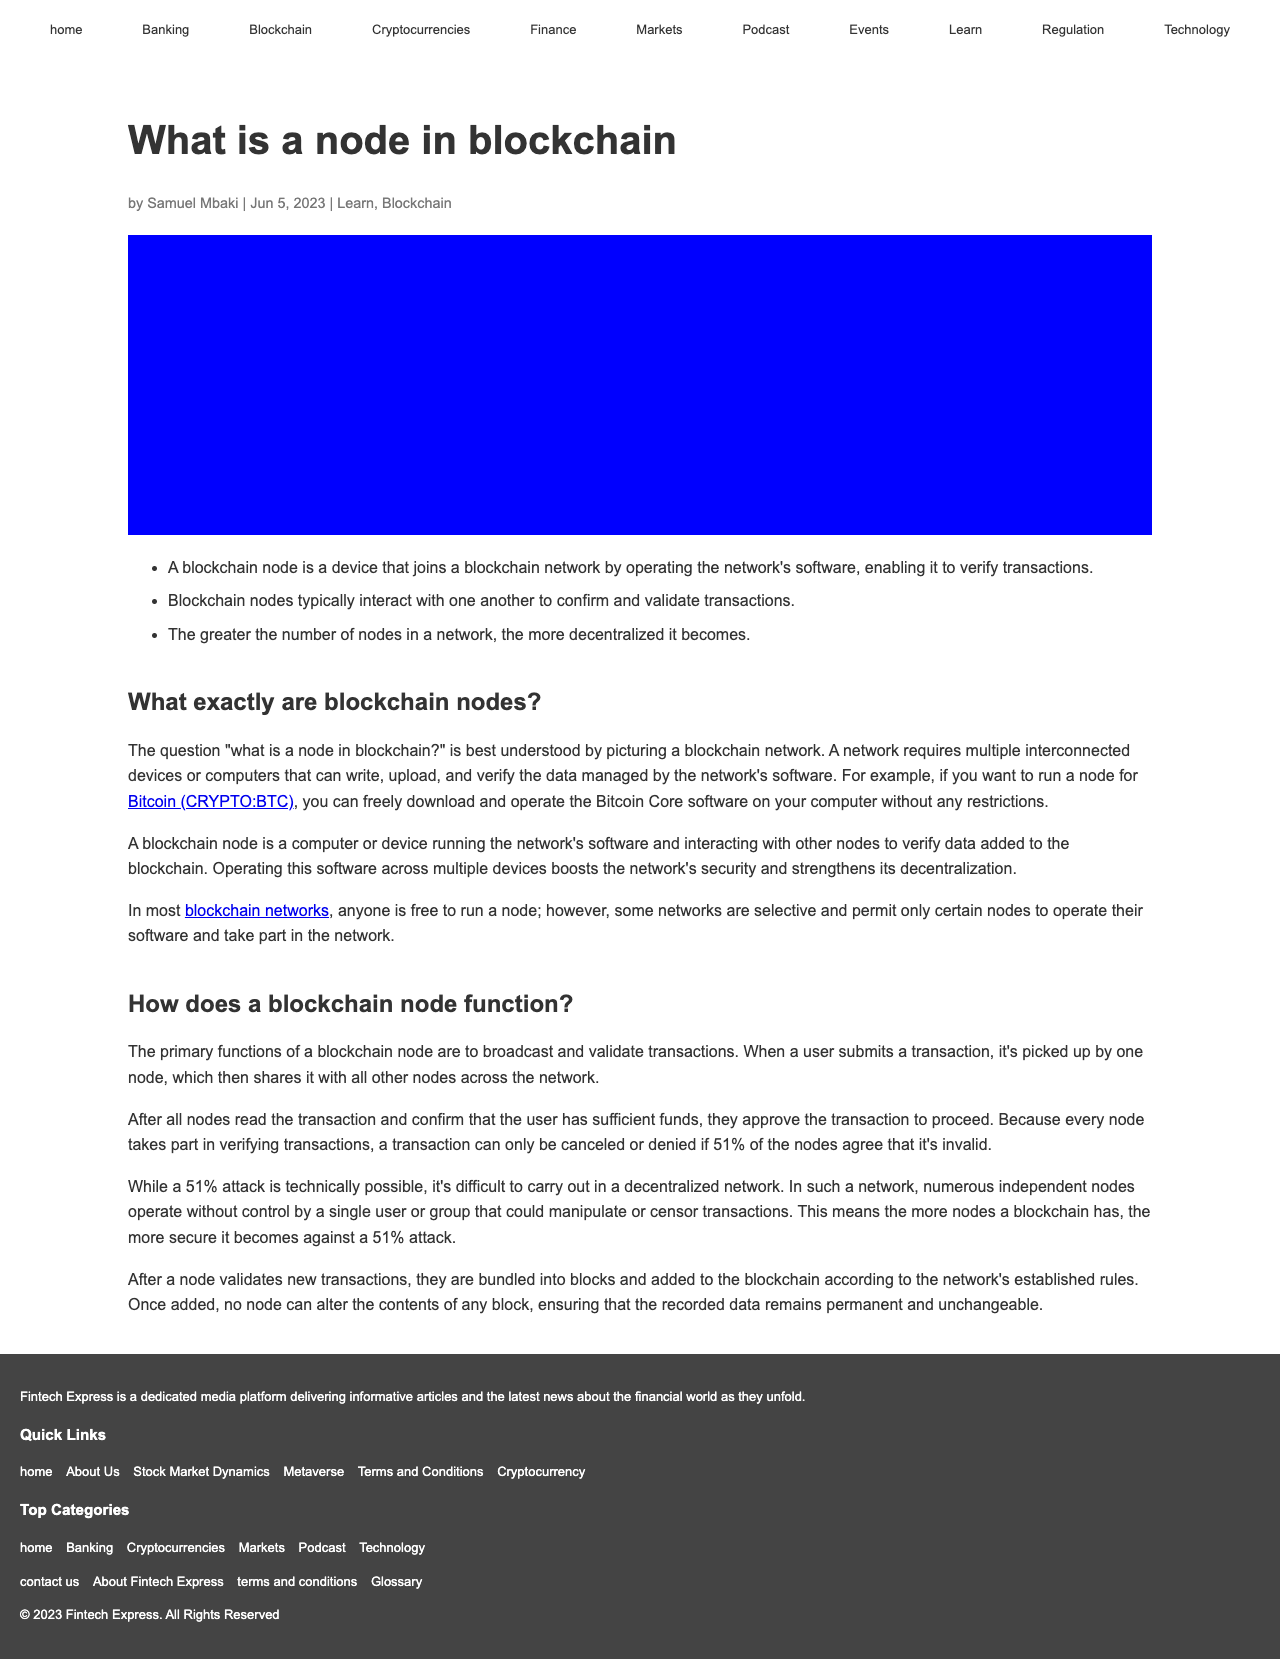 home Banking Blockchain Cryptocurrencies Finance Markets Podcast Events Learn Regulation Technology
What is a node in blockchain
by Samuel Mbaki | Jun 5, 2023 | Learn, Blockchain
• A blockchain node is a device that joins a blockchain network by operating the network's software, enabling it to verify transactions.
• Blockchain nodes typically interact with one another to confirm and validate transactions.
• The greater the number of nodes in a network, the more decentralized it becomes.
What exactly are blockchain nodes?
The question "what is a node in blockchain?" is best understood by picturing a blockchain network. A network requires multiple interconnected
devices or computers that can write, upload, and verify the data managed by the network's software. For example, if you want to run a node for
Bitcoin (CRYPTO:BTC), you can freely download and operate the Bitcoin Core software on your computer without any restrictions.
A blockchain node is a computer or device running the network's software and interacting with other nodes to verify data added to the
blockchain. Operating this software across multiple devices boosts the network's security and strengthens its decentralization.
In most blockchain networks, anyone is free to run a node; however, some networks are selective and permit only certain nodes to operate their
software and take part in the network.
How does a blockchain node function?
The primary functions of a blockchain node are to broadcast and validate transactions. When a user submits a transaction, it's picked up by one
node, which then shares it with all other nodes across the network.
After all nodes read the transaction and confirm that the user has sufficient funds, they approve the transaction to proceed. Because every node
takes part in verifying transactions, a transaction can only be canceled or denied if 51% of the nodes agree that it's invalid.
While a 51% attack is technically possible, it's difficult to carry out in a decentralized network. In such a network, numerous independent nodes
operate without control by a single user or group that could manipulate or censor transactions. This means the more nodes a blockchain has, the
more secure it becomes against a 51% attack.
After a node validates new transactions, they are bundled into blocks and added to the blockchain according to the network's established rules.
Once added, no node can alter the contents of any block, ensuring that the recorded data remains permanent and unchangeable.
Fintech Express is a dedicated media platform delivering informative articles and the latest news about the financial world as they unfold.
Quick Links
home About Us Stock Market Dynamics Metaverse Terms and Conditions Cryptocurrency
Top Categories
home Banking Cryptocurrencies Markets Podcast Technology
contact us About Fintech Express terms and conditions Glossary
© 2023 Fintech Express. All Rights Reserved